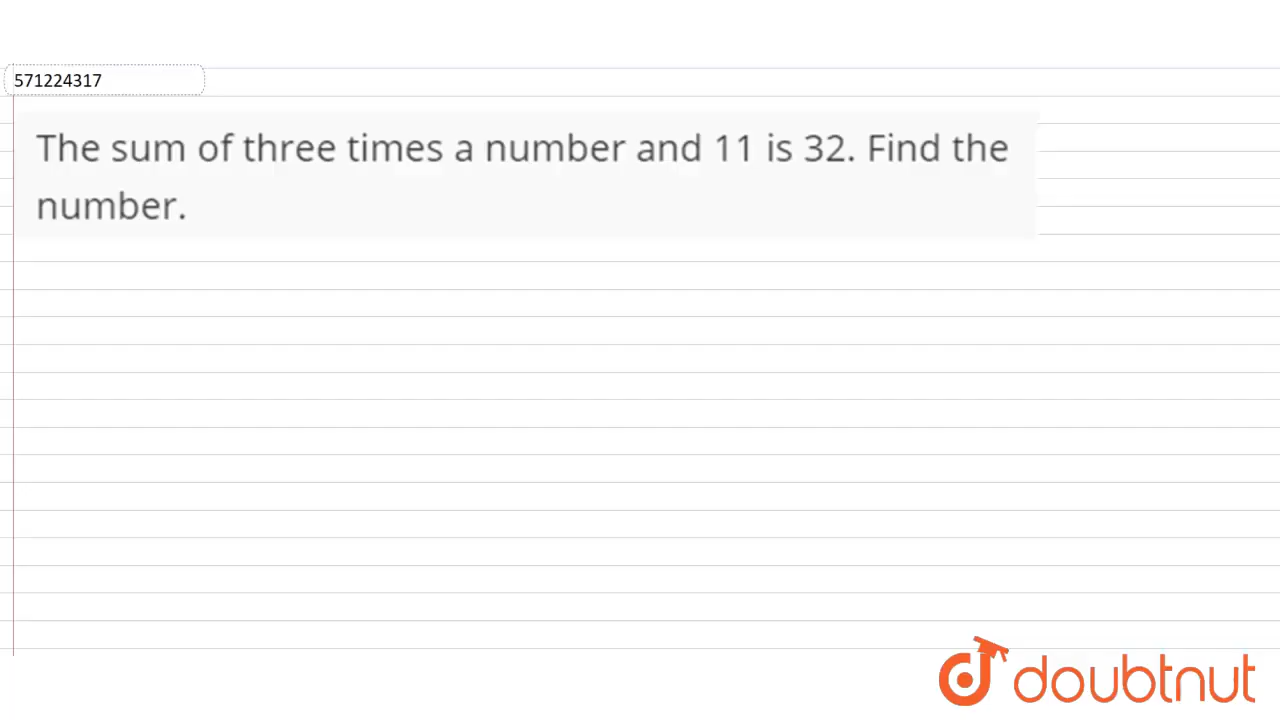 571224317
The sum of three times a number and 11 is 32. Find the
number.
doubtnut